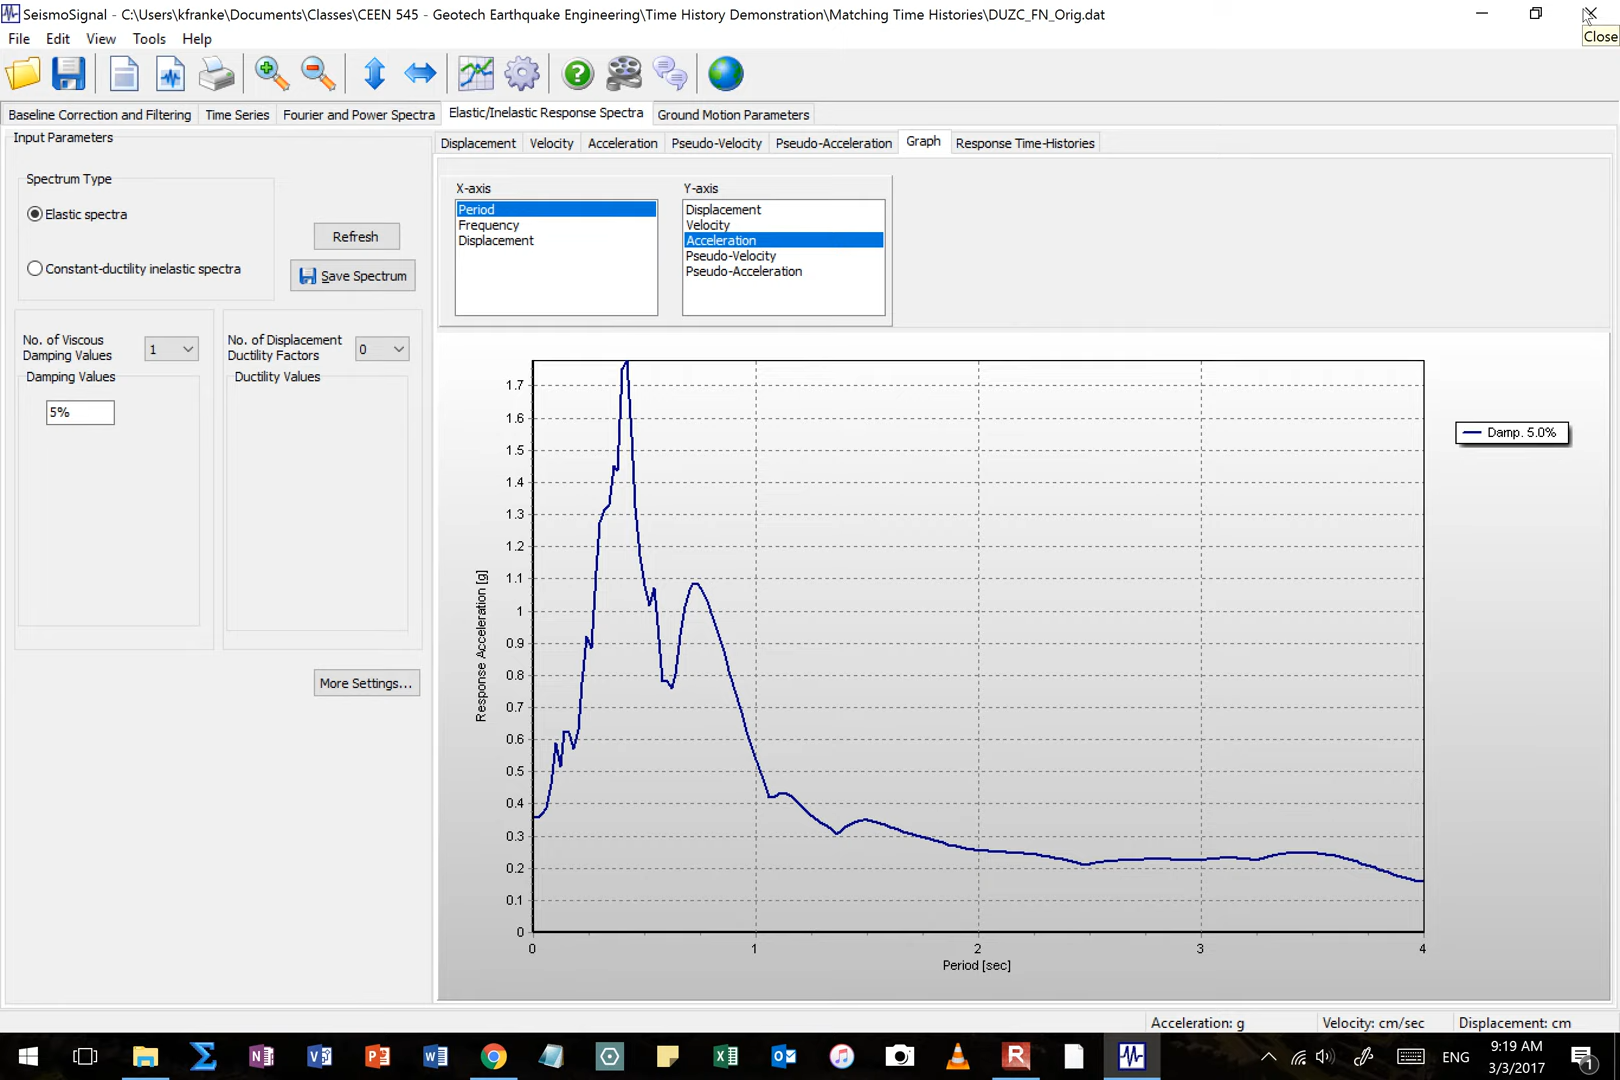 SeismoSignal - C:\Users\kfranke\Documents\Classes\CEEN 545 - Geotech Earthquake Engineering\Time History Demonstration\Matching Time Histories\DUZC_FN_Orig.dat
Close
File Edit View Tools Help
Baseline Correction and Filtering Time Series Fourier and Power Spectra Elastic/Inelastic Response Spectra Ground Motion Parameters
Input Parameters
Displacement Velocity Acceleration Pseudo-Velocity Pseudo-Acceleration Graph Response Time-Histories
Spectrum Type
Elastic spectra
Constant-ductility inelastic spectra
Refresh
Save Spectrum
No. of Viscous
Damping Values
1
No. of Displacement
Ductility Factors
0
Damping Values
5%
Ductility Values
More Settings...
X-axis
Period
Frequency
Displacement
Y-axis
Displacement
Velocity
Acceleration
Pseudo-Velocity
Pseudo-Acceleration
Response Acceleration [g]
1.7
1.6
1.5
1.4
1.3
1.2
1.1
1
0.9
0.8
0.7
0.6
0.5
0.4
0.3
0.2
0.1
0
0 1 2 3 4
Period [sec]
Damp. 5.0%
Acceleration: g Velocity: cm/sec Displacement: cm
ENG
9:19 AM
3/3/2017
1